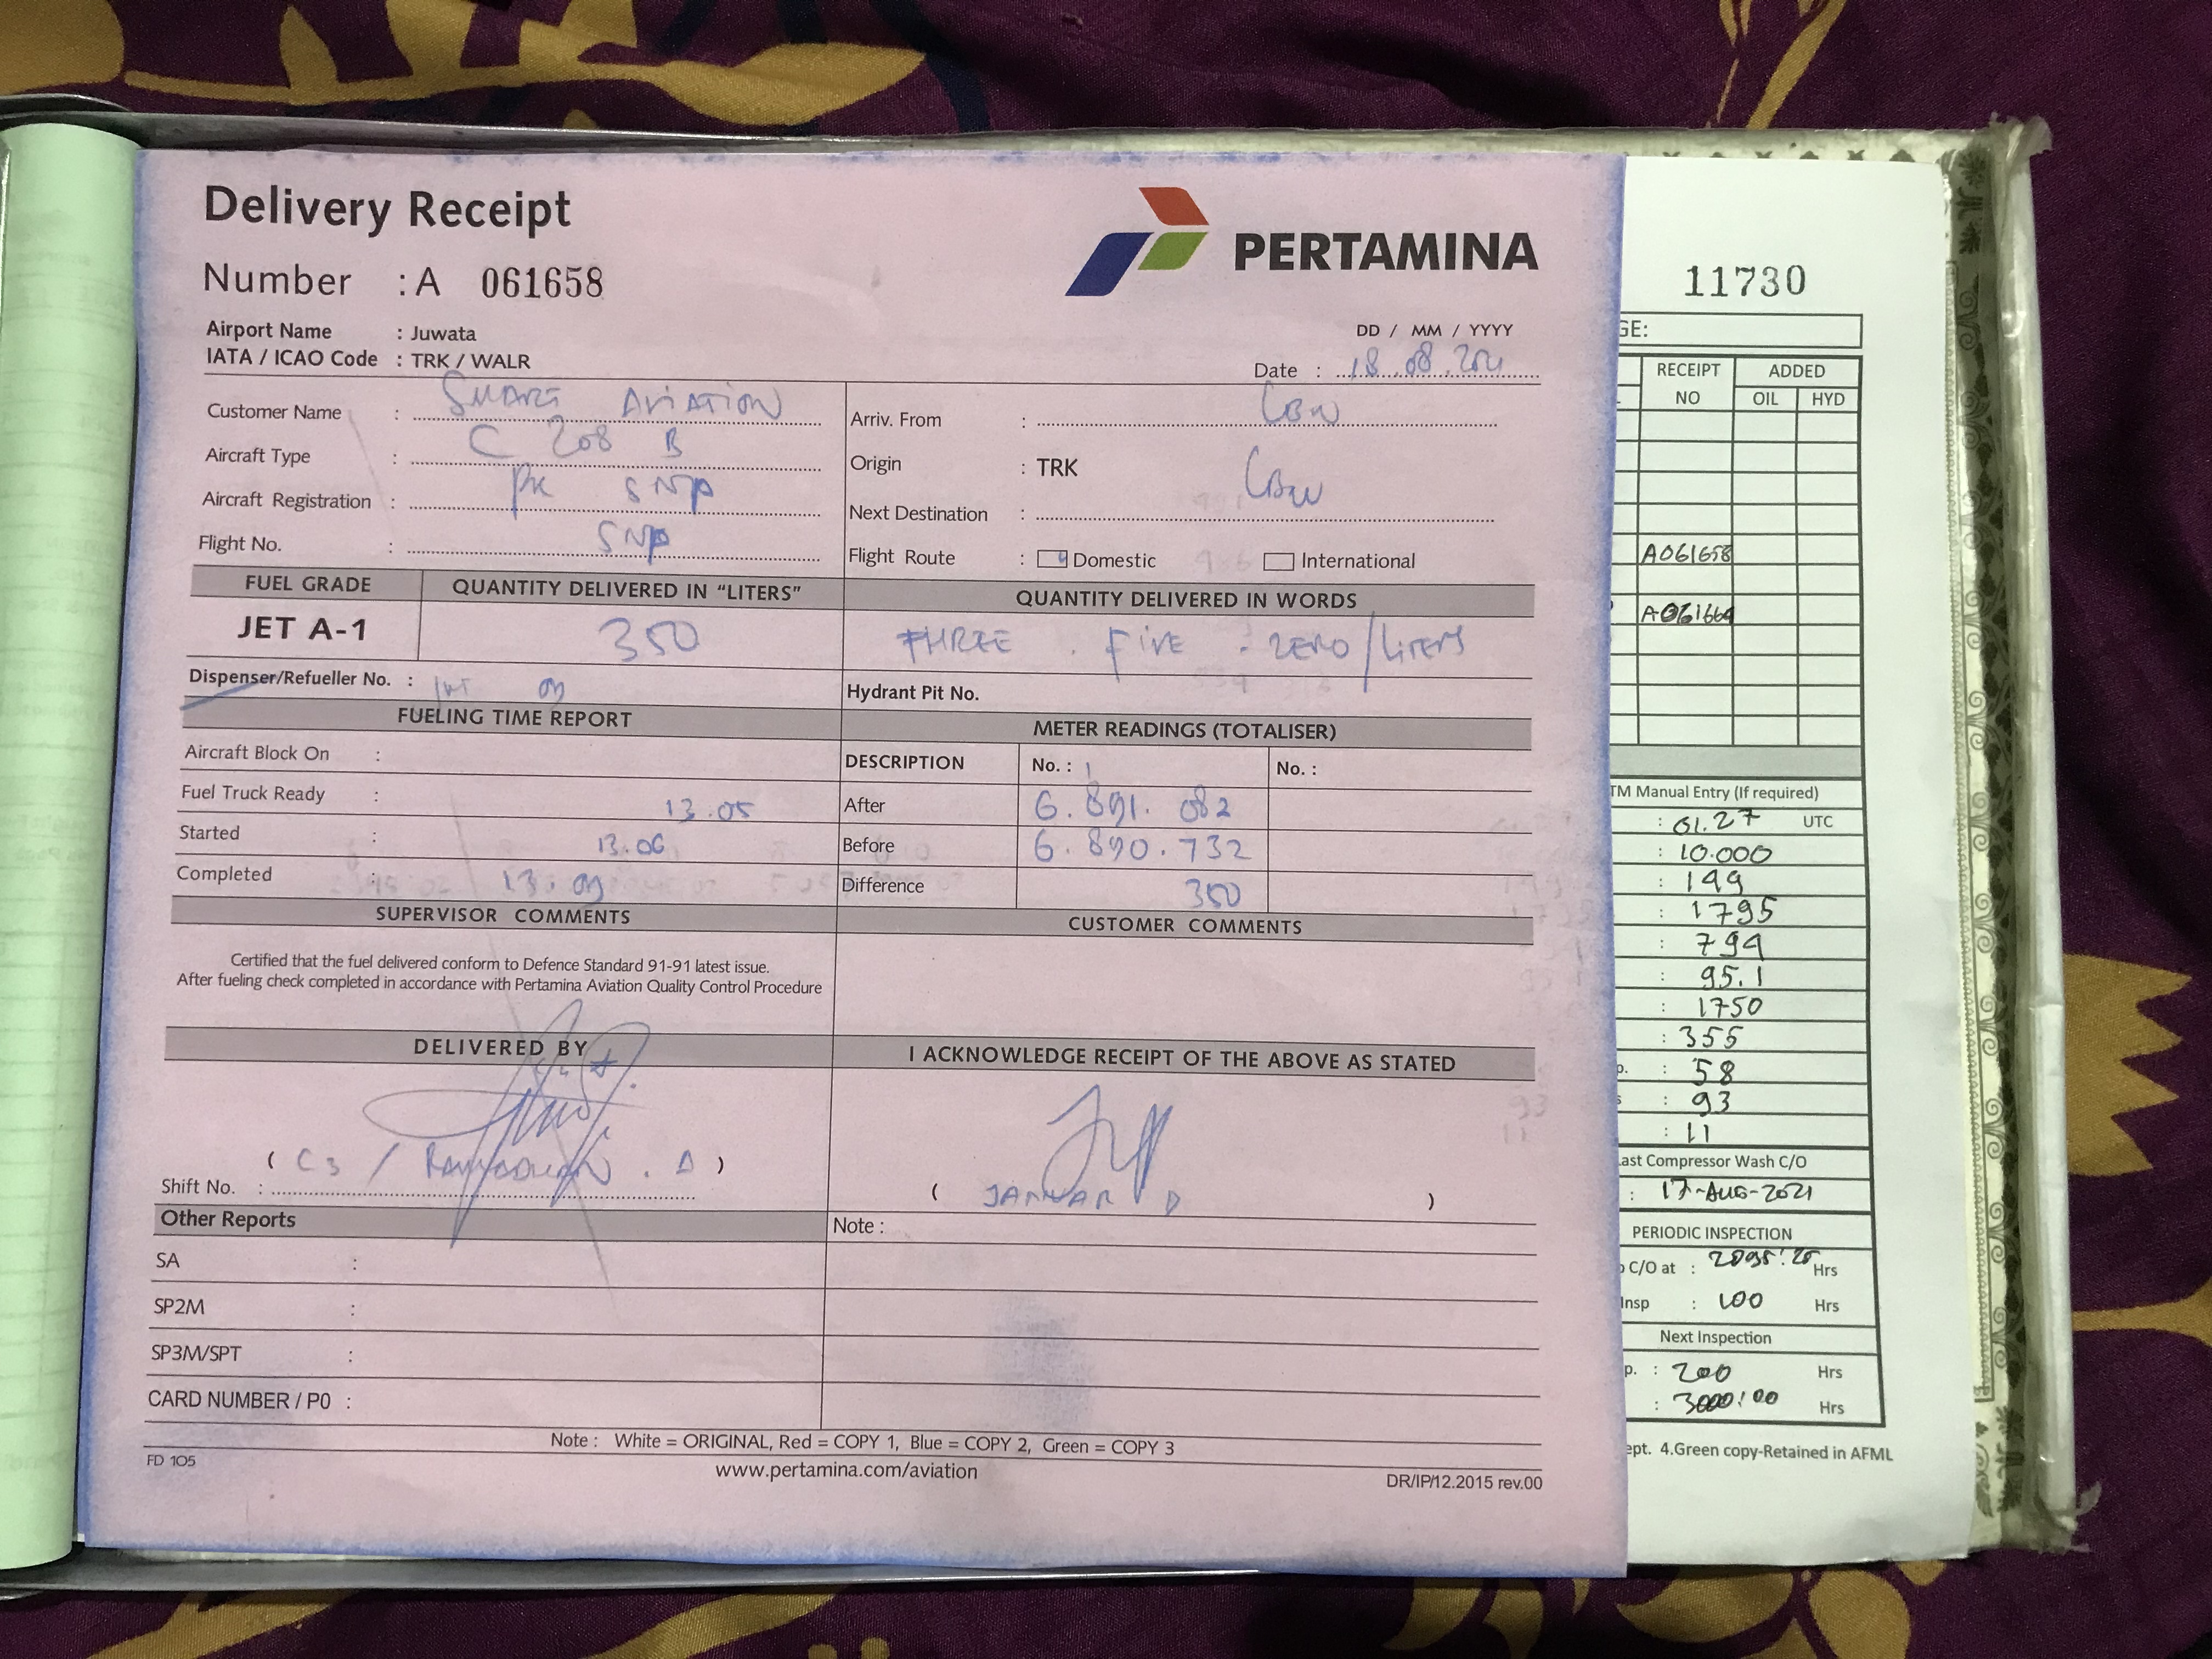 Delivery Receipt
PERTAMINA
Number : A 061658
Airport Name : Juwata
IATA / ICAO Code : TRK / WALR
DD / MM / YYYY
Date : 18.08.2021
Customer Name : SMART AVIATION
Aircraft Type : C 208 B
Aircraft Registration : PK SNP
Flight No. : SNP
Arriv. From : LBW
Origin : TRK
Next Destination : LBW
Flight Route : Domestic International
FUEL GRADE QUANTITY DELIVERED IN “LITERS” QUANTITY DELIVERED IN WORDS
JET A-1 350 THREE . FIVE . ZERO / LITERS
Dispenser/Refueller No. : 09
Hydrant Pit No.
FUELING TIME REPORT
Aircraft Block On :
Fuel Truck Ready : 13.05
Started : 13.06
Completed : 13.09
METER READINGS (TOTALISER)
DESCRIPTION No. : 1 No. :
After 6.891.082
Before 6.890.732
Difference 350
SUPERVISOR COMMENTS
Certified that the fuel delivered conform to Defence Standard 91-91 latest issue.
After fueling check completed in accordance with Pertamina Aviation Quality Control Procedure
CUSTOMER COMMENTS
DELIVERED BY
( C3 / . A )
Shift No. :
I ACKNOWLEDGE RECEIPT OF THE ABOVE AS STATED
( JANUAR D )
Other Reports
Note :
SA :
SP2M :
SP3M/SPT :
CARD NUMBER / P0 :
Note : White = ORIGINAL, Red = COPY 1, Blue = COPY 2, Green = COPY 3
FD 105
www.pertamina.com/aviation
DR/IP/12.2015 rev.00
11730
GE:
RECEIPT NO
ADDED
OIL HYD
A061658
A061664
TM Manual Entry (If required)
: 01.27 UTC
: 10.000
: 149
: 1795
: 794
: 95.1
: 1750
: 355
p. : 58
s : 93
: 11
ast Compressor Wash C/O
: 17-AUG-2021
PERIODIC INSPECTION
C/O at : Hrs
Insp : 100 Hrs
Next Inspection
p. : 200 Hrs
: 3000:00 Hrs
ept. 4.Green copy-Retained in AFML